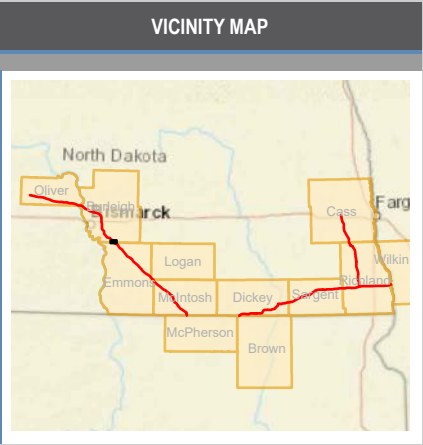 VICINITY MAP
North Dakota
Oliver
Burleigh
Bismarck
Cass
Farg
Logan
Wilkin
Emmons
McIntosh
Dickey
Sargent
Richland
McPherson
Brown